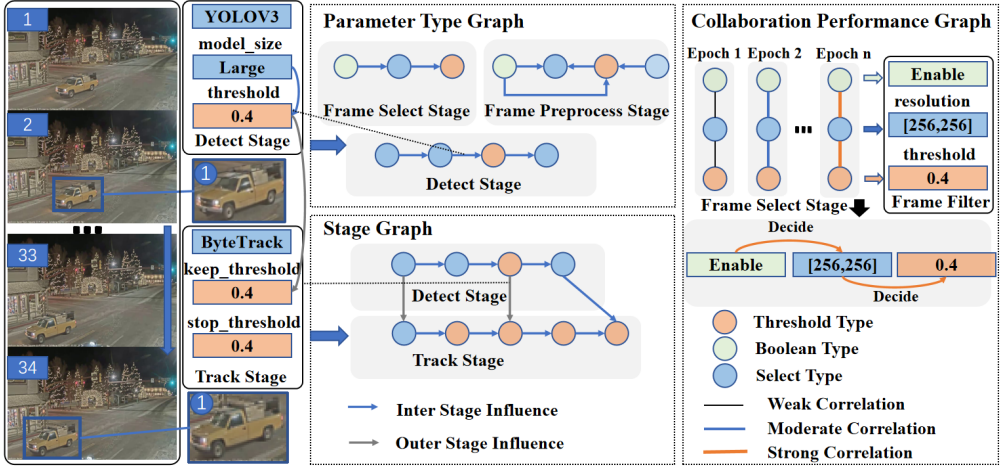 1
2
33
34
YOLOV3
model_size
Large
threshold
0.4
Detect Stage
1
ByteTrack
keep_threshold
0.4
stop_threshold
0.4
Track Stage
1
Parameter Type Graph
Frame Select Stage
Frame Preprocess Stage
Detect Stage
Stage Graph
Detect Stage
Track Stage
Inter Stage Influence
Outer Stage Influence
Collaboration Performance Graph
Epoch 1 Epoch 2 Epoch n
Enable
resolution
[256,256]
threshold
0.4
Frame Filter
Frame Select Stage
Decide
Enable [256,256] 0.4
Decide
Threshold Type
Boolean Type
Select Type
Weak Correlation
Moderate Correlation
Strong Correlation